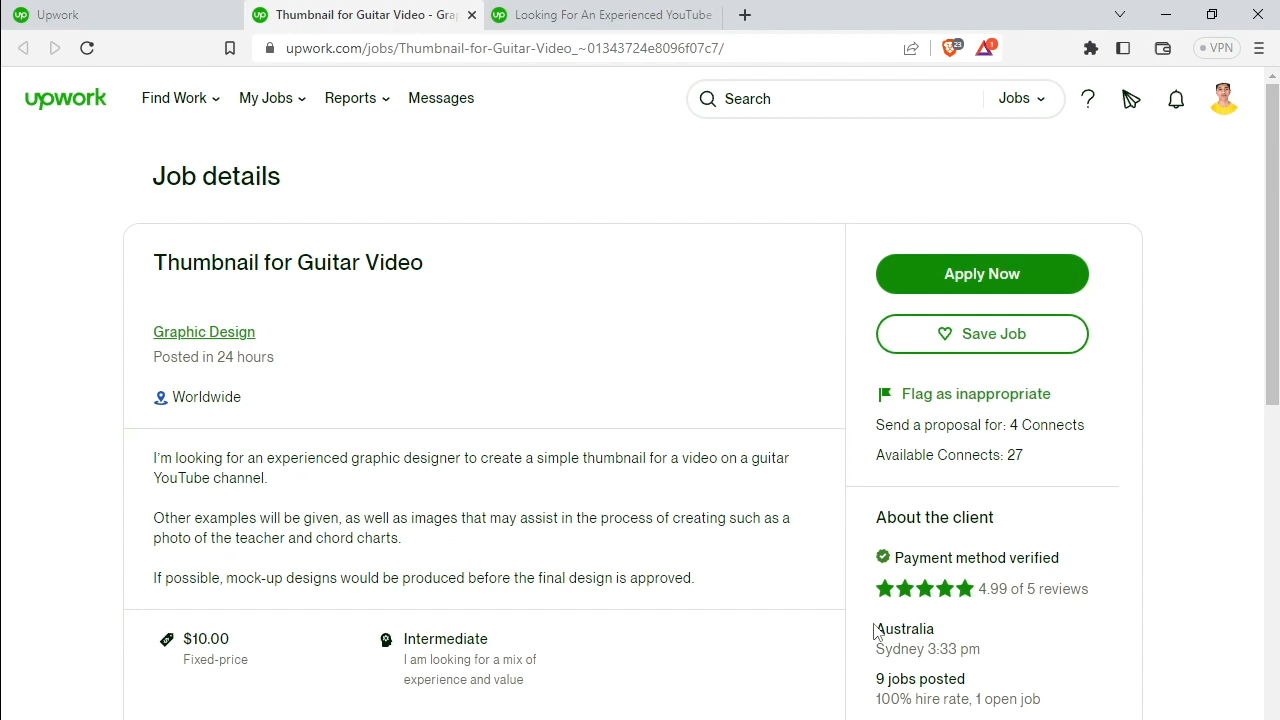 Upwork
Thumbnail for Guitar Video - Gra
Looking For An Experienced YouTube
upwork.com/jobs/Thumbnail-for-Guitar-Video_~01343724e8096f07c7/
23
1
VPN
upwork
Find Work
My Jobs
Reports
Messages
Search
Jobs
?
Job details
Thumbnail for Guitar Video
Graphic Design
Posted in 24 hours
Worldwide
I'm looking for an experienced graphic designer to create a simple thumbnail for a video on a guitar
YouTube channel.
Other examples will be given, as well as images that may assist in the process of creating such as a
photo of the teacher and chord charts.
If possible, mock-up designs would be produced before the final design is approved.
$10.00
Fixed-price
Intermediate
I am looking for a mix of
experience and value
Apply Now
Save Job
Flag as inappropriate
Send a proposal for: 4 Connects
Available Connects: 27
About the client
Payment method verified
4.99 of 5 reviews
Australia
Sydney 3:33 pm
9 jobs posted
100% hire rate, 1 open job